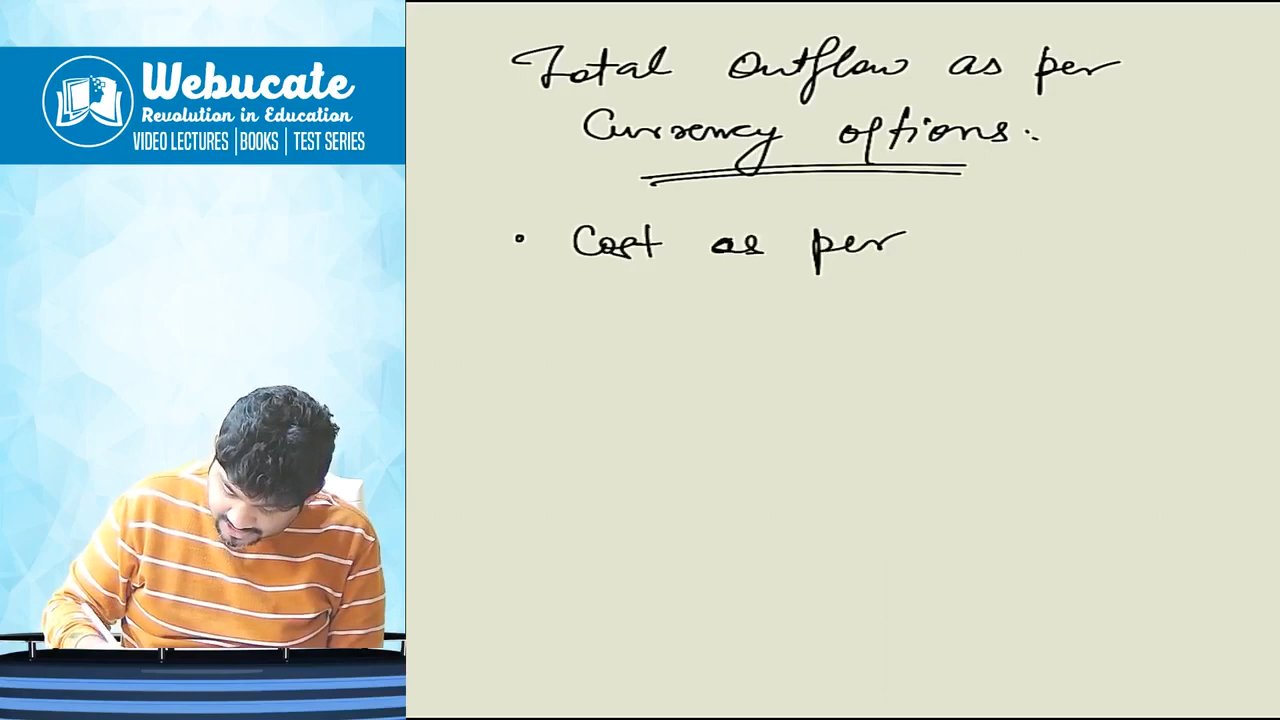 Webucate
Revolution in Education
VIDEO LECTURES | BOOKS | TEST SERIES
Total Outflow as per
Currency options:
• Cost as per